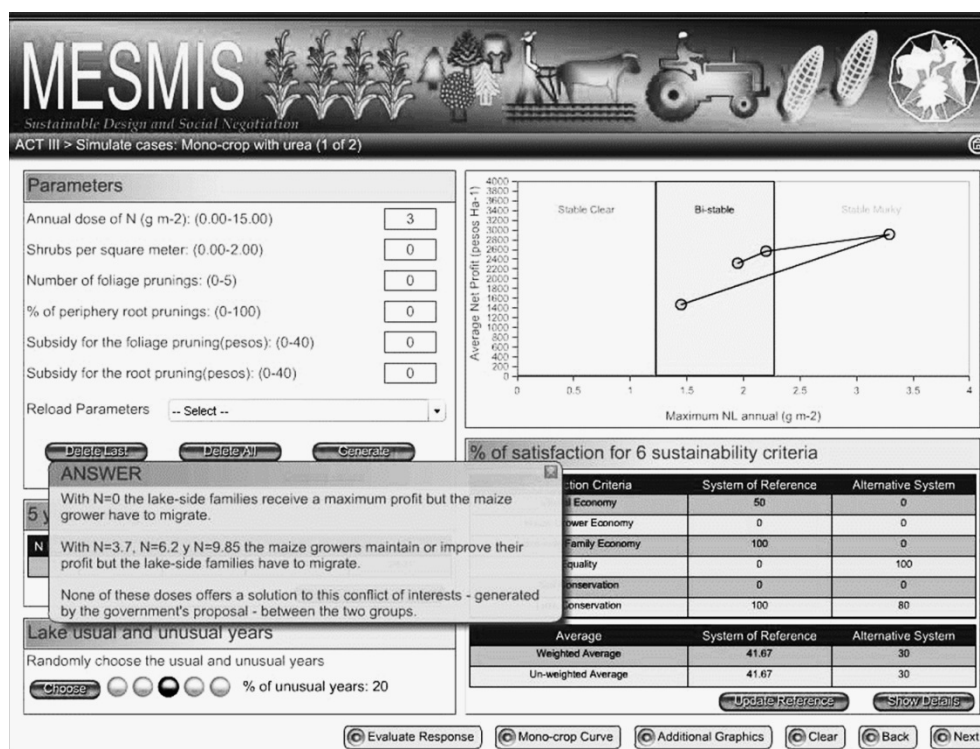 MESMIS
Sustainable Design and Social Negotiation
ACT III > Simulate cases: Mono-crop with urea (1 of 2)
Parameters
Annual dose of N (g m-2): (0.00-15.00) 3
Shrubs per square meter: (0.00-2.00) 0
Number of foliage prunings: (0-5) 0
% of periphery root prunings: (0-100) 0
Subsidy for the foliage pruning(pesos): (0-40) 0
Subsidy for the root pruning(pesos): (0-40) 0
Reload Parameters -- Select --
Delete Last Delete All Generate
Average Net Profit (pesos Ha-1)
4000
3800
3600
3400
3200
3000
2800
2600
2400
2200
2000
1800
1600
1400
1200
1000
800
600
400
200
0
Stable Clear Bi-stable Stable Murky
0 0.5 1 1.5 2 2.5 3 3.5 4
Maximum NL annual (g m-2)
ANSWER
With N=0 the lake-side families receive a maximum profit but the maize
grower have to migrate.
With N=3.7, N=6.2 y N=9.85 the maize growers maintain or improve their
profit but the lake-side families have to migrate.
None of these doses offers a solution to this conflict of interests - generated
by the government's proposal - between the two groups.
5
N
% of satisfaction for 6 sustainability criteria
Criteria System of Reference Alternative System
Economy 50 0
Economy 0 0
Family Economy 100 0
0 100
Conservation 0 0
Conservation 100 80
Average System of Reference Alternative System
Weighted Average 41.67 30
Un-weighted Average 41.67 30
Update Reference Show Details
Lake usual and unusual years
Randomly choose the usual and unusual years
Choose % of unusual years: 20
Evaluate Response Mono-crop Curve Additional Graphics Clear Back